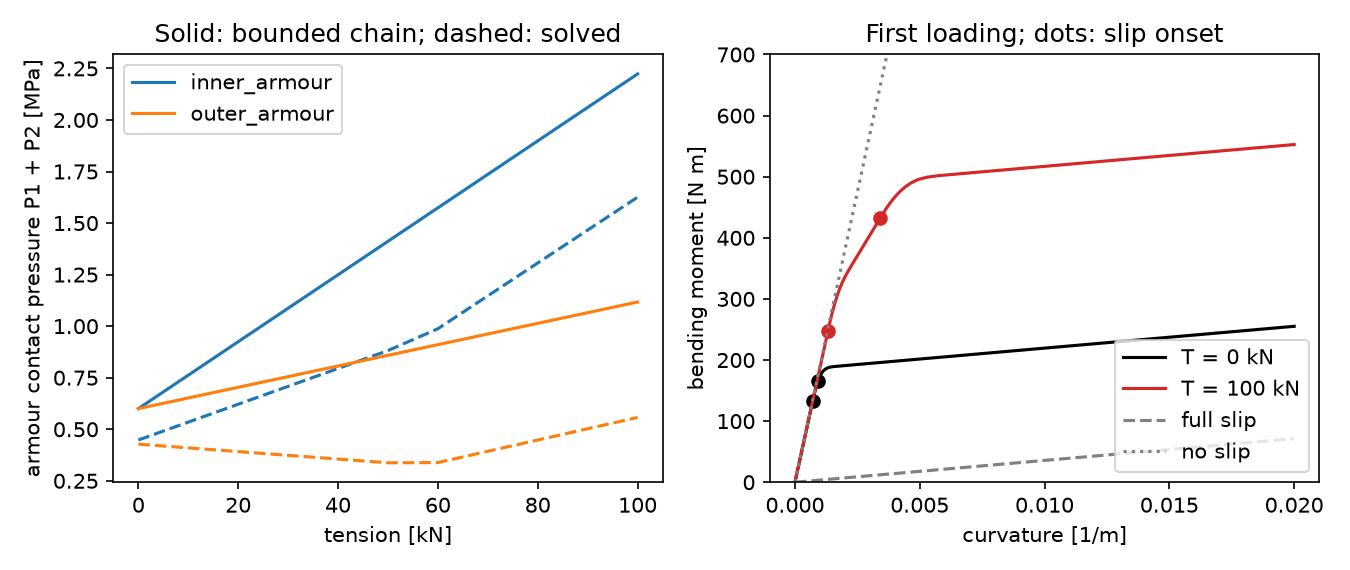 Solid: bounded chain; dashed: solved
armour contact pressure P1 + P2 [MPa]
2.25
2.00
1.75
1.50
1.25
1.00
0.75
0.50
0.25
inner_armour
outer_armour
0 20 40 60 80 100
tension [kN]
First loading; dots: slip onset
bending moment [N m]
700
600
500
400
300
200
100
0
T = 0 kN
T = 100 kN
full slip
no slip
0.000 0.005 0.010 0.015 0.020
curvature [1/m]